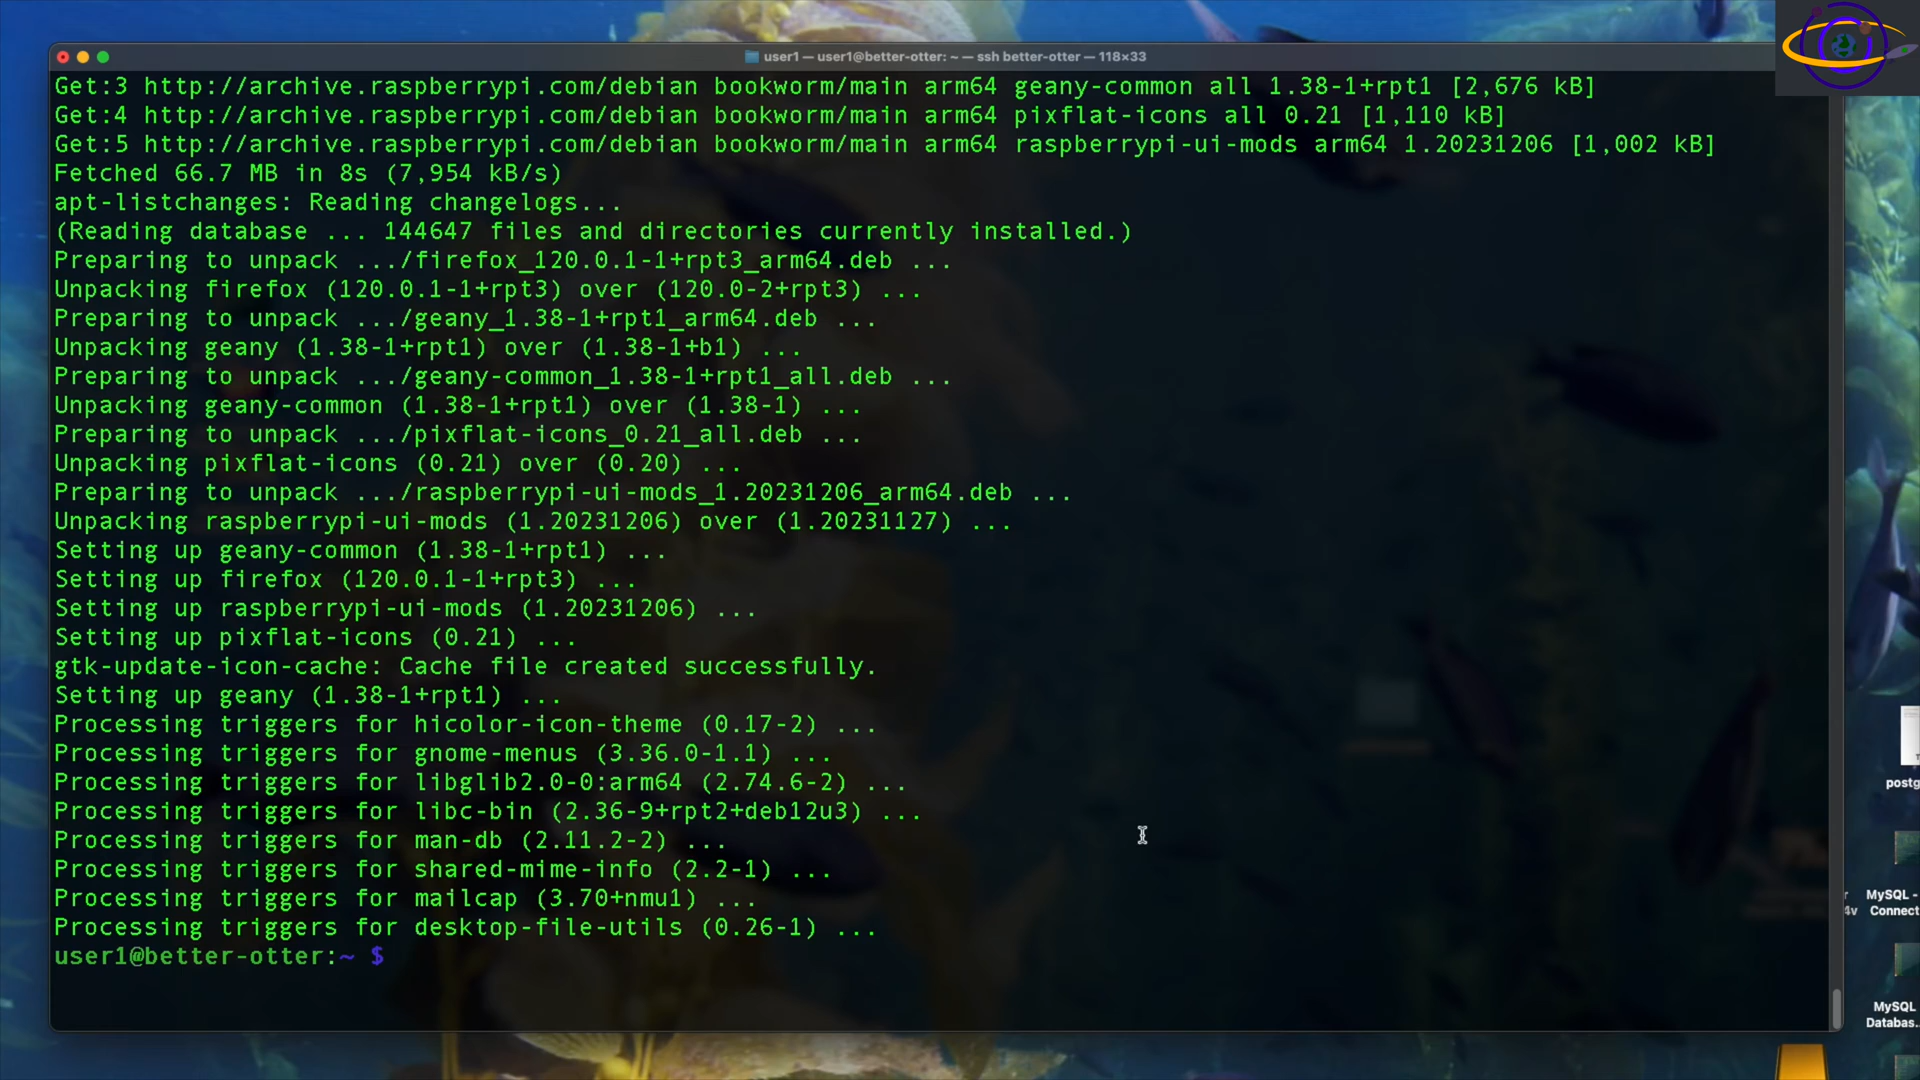 user1 — user1@better-otter: ~ — ssh better-otter — 118×33
Get:3 http://archive.raspberrypi.com/debian bookworm/main arm64 geany-common all 1.38-1+rpt1 [2,676 kB]
Get:4 http://archive.raspberrypi.com/debian bookworm/main arm64 pixflat-icons all 0.21 [1,110 kB]
Get:5 http://archive.raspberrypi.com/debian bookworm/main arm64 raspberrypi-ui-mods arm64 1.20231206 [1,002 kB]
Fetched 66.7 MB in 8s (7,954 kB/s)
apt-listchanges: Reading changelogs...
(Reading database ... 144647 files and directories currently installed.)
Preparing to unpack .../firefox_120.0.1-1+rpt3_arm64.deb ...
Unpacking firefox (120.0.1-1+rpt3) over (120.0-2+rpt3) ...
Preparing to unpack .../geany_1.38-1+rpt1_arm64.deb ...
Unpacking geany (1.38-1+rpt1) over (1.38-1+b1) ...
Preparing to unpack .../geany-common_1.38-1+rpt1_all.deb ...
Unpacking geany-common (1.38-1+rpt1) over (1.38-1) ...
Preparing to unpack .../pixflat-icons_0.21_all.deb ...
Unpacking pixflat-icons (0.21) over (0.20) ...
Preparing to unpack .../raspberrypi-ui-mods_1.20231206_arm64.deb ...
Unpacking raspberrypi-ui-mods (1.20231206) over (1.20231127) ...
Setting up geany-common (1.38-1+rpt1) ...
Setting up firefox (120.0.1-1+rpt3) ...
Setting up raspberrypi-ui-mods (1.20231206) ...
Setting up pixflat-icons (0.21) ...
gtk-update-icon-cache: Cache file created successfully.
Setting up geany (1.38-1+rpt1) ...
Processing triggers for hicolor-icon-theme (0.17-2) ...
Processing triggers for gnome-menus (3.36.0-1.1) ...
Processing triggers for libglib2.0-0:arm64 (2.74.6-2) ...
Processing triggers for libc-bin (2.36-9+rpt2+deb12u3) ...
Processing triggers for man-db (2.11.2-2) ...
Processing triggers for shared-mime-info (2.2-1) ...
Processing triggers for mailcap (3.70+nmu1) ...
Processing triggers for desktop-file-utils (0.26-1) ...
user1@better-otter:~ $
postg
MySQL -
Connect
MySQL
Databas...